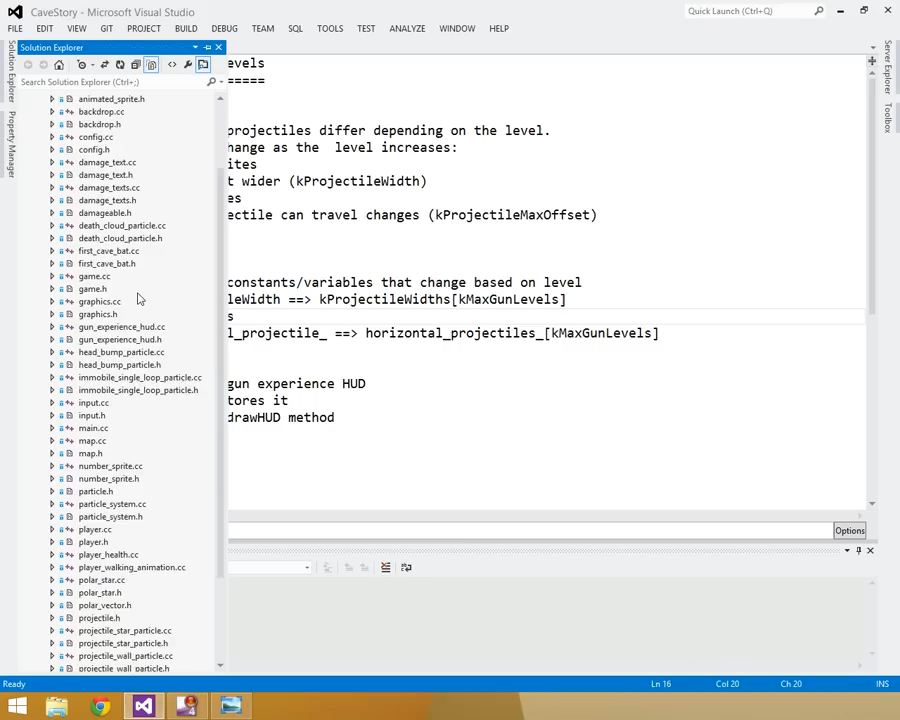 CaveStory - Microsoft Visual Studio
Quick Launch (Ctrl+Q)
FILE EDIT VIEW GIT PROJECT BUILD DEBUG TEAM SQL TOOLS TEST ANALYZE WINDOW HELP
Solution Explorer
Property Manager
Solution Explorer
Search Solution Explorer (Ctrl+;)
animated_sprite.h
backdrop.cc
backdrop.h
config.cc
config.h
damage_text.cc
damage_text.h
damage_texts.cc
damage_texts.h
damageable.h
death_cloud_particle.cc
death_cloud_particle.h
first_cave_bat.cc
first_cave_bat.h
game.cc
game.h
graphics.cc
graphics.h
gun_experience_hud.cc
gun_experience_hud.h
head_bump_particle.cc
head_bump_particle.h
immobile_single_loop_particle.cc
immobile_single_loop_particle.h
input.cc
input.h
main.cc
map.cc
map.h
number_sprite.cc
number_sprite.h
particle.h
particle_system.cc
particle_system.h
player.cc
player.h
player_health.cc
player_walking_animation.cc
polar_star.cc
polar_star.h
polar_vector.h
projectile.h
projectile_star_particle.cc
projectile_star_particle.h
projectile_wall_particle.cc
projectile_wall_particle.h
evels
=====
projectiles differ depending on the level.
hange as the  level increases:
ites
t wider (kProjectileWidth)
es
ectile can travel changes (kProjectileMaxOffset)
constants/variables that change based on level
leWidth ==> kProjectileWidths[kMaxGunLevels]
s
l_projectile_ ==> horizontal_projectiles_[kMaxGunLevels]
gun experience HUD
tores it
drawHUD method
Options
Server Explorer
Toolbox
Ready
Ln 16 Col 20 Ch 20 INS